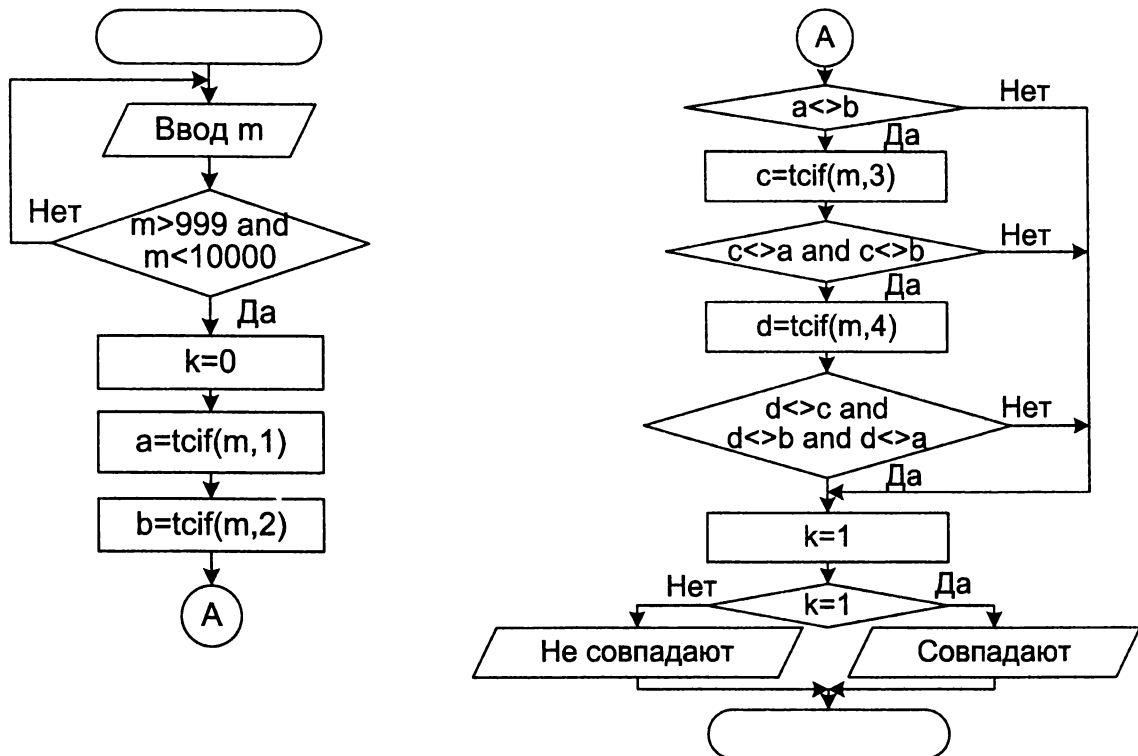 Ввод m
Нет
m>999 and
m<10000
Да
k=0
a=tcif(m,1)
b=tcif(m,2)
A
A
a<>b
Нет
Да
c=tcif(m,3)
c<>a and c<>b
Нет
Да
d=tcif(m,4)
d<>c and
d<>b and d<>a
Нет
Да
k=1
Нет
k=1
Да
Не совпадают
Совпадают